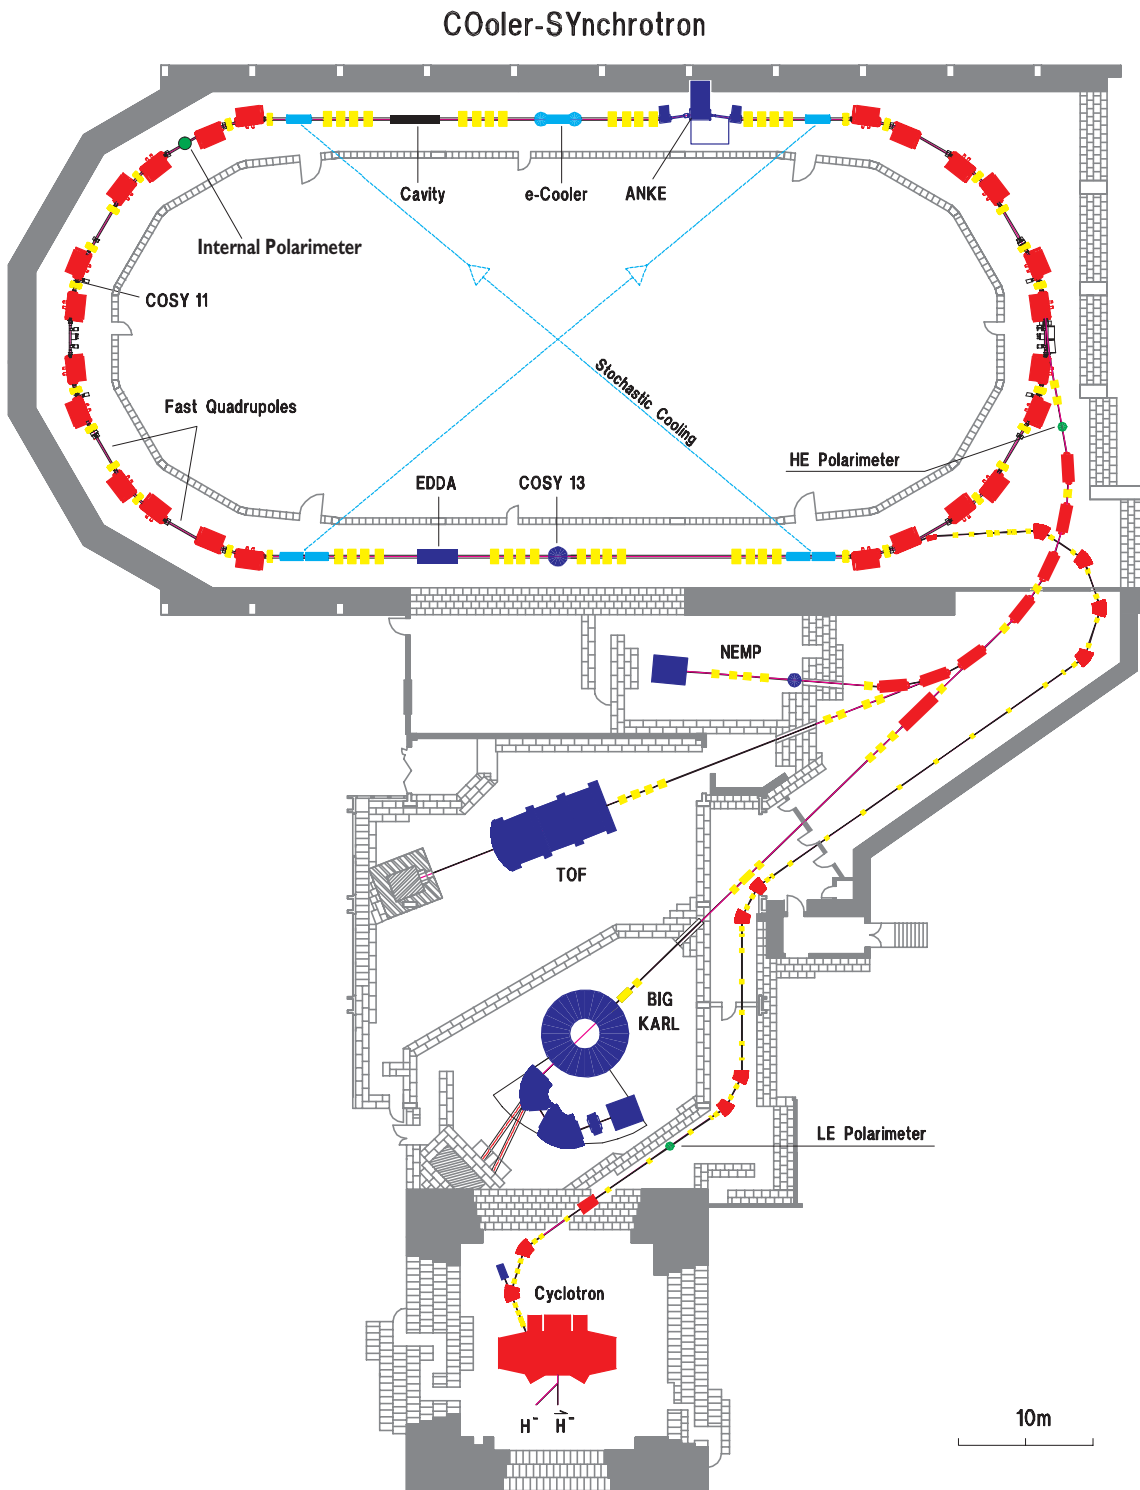 COoler-SYnchrotron
Cavity
e-Cooler
ANKE
Internal Polarimeter
COSY 11
Stochastic Cooling
Fast Quadrupoles
HE Polarimeter
EDDA
COSY 13
NEMP
TOF
BIG
KARL
LE Polarimeter
Cyclotron
H⁻ H⃗⁻
10m